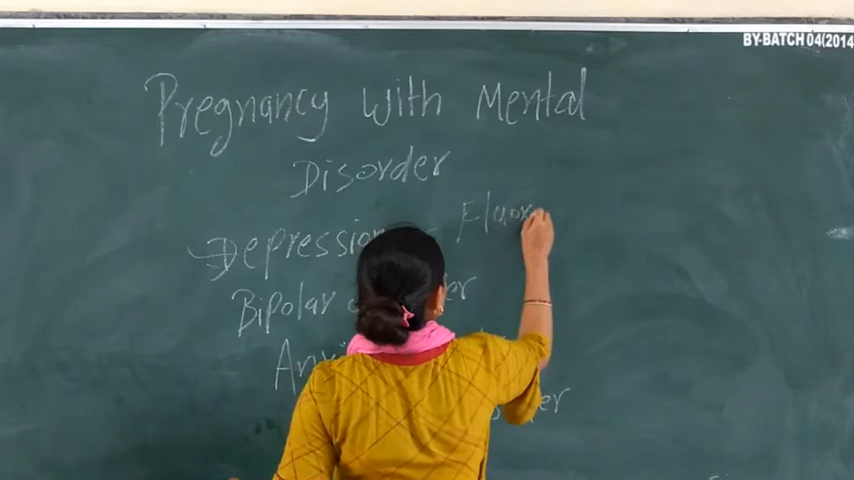 BY-BATCH 04(2014
Pregnancy with Mental
Disorder
Depression - Fluox
Bipolar